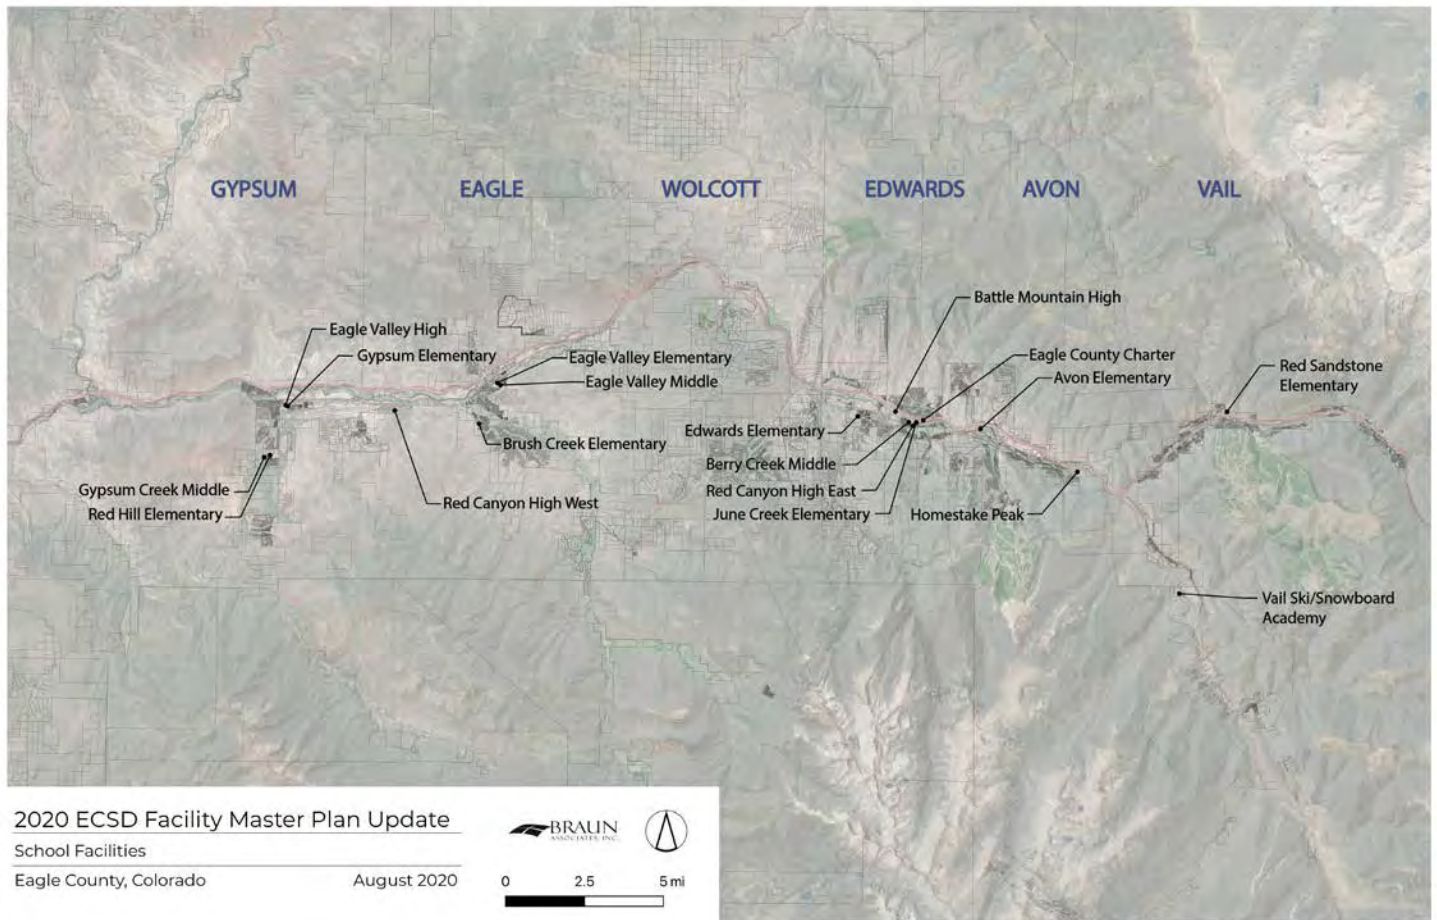 GYPSUM
EAGLE
WOLCOTT
EDWARDS
AVON
VAIL
Battle Mountain High
Eagle Valley High
Gypsum Elementary
Eagle Valley Elementary
Eagle Valley Middle
Eagle County Charter
Avon Elementary
Red Sandstone
Elementary
Edwards Elementary
Brush Creek Elementary
Berry Creek Middle
Gypsum Creek Middle
Red Hill Elementary
Red Canyon High West
Red Canyon High East
June Creek Elementary
Homestake Peak
Vail Ski/Snowboard
Academy
2020 ECSD Facility Master Plan Update
School Facilities
Eagle County, Colorado
August 2020
BRAUN
ASSOCIATES, INC.
0 2.5 5 mi